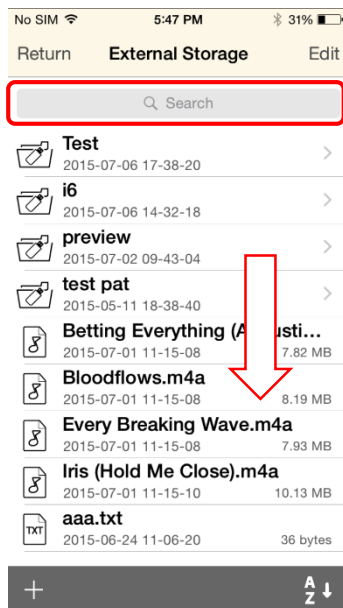 No SIM 5:47 PM 31%
Return External Storage Edit
Search
Test
2015-07-06 17-38-20
i6
2015-07-06 14-32-18
preview
2015-07-02 09-43-04
test pat
2015-05-11 18-38-40
Betting Everything (A usti...
2015-07-01 11-15-08 7.82 MB
Bloodflows.m4a
2015-07-01 11-15-08 8.19 MB
Every Breaking Wave.m4a
2015-07-01 11-15-08 7.93 MB
Iris (Hold Me Close).m4a
2015-07-01 11-15-10 10.13 MB
aaa.txt
TXT
2015-06-24 11-06-20 36 bytes
A
Z